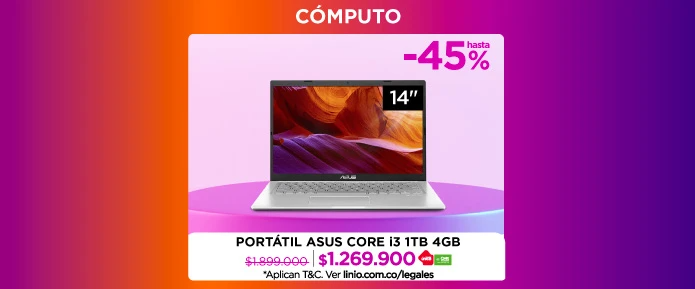 CÓMPUTO
hasta
-45%
14"
ASUS
PORTÁTIL ASUS CORE i3 1TB 4GB
$1.899.000 $1.269.900
*Aplican T&C. Ver linio.com.co/legales